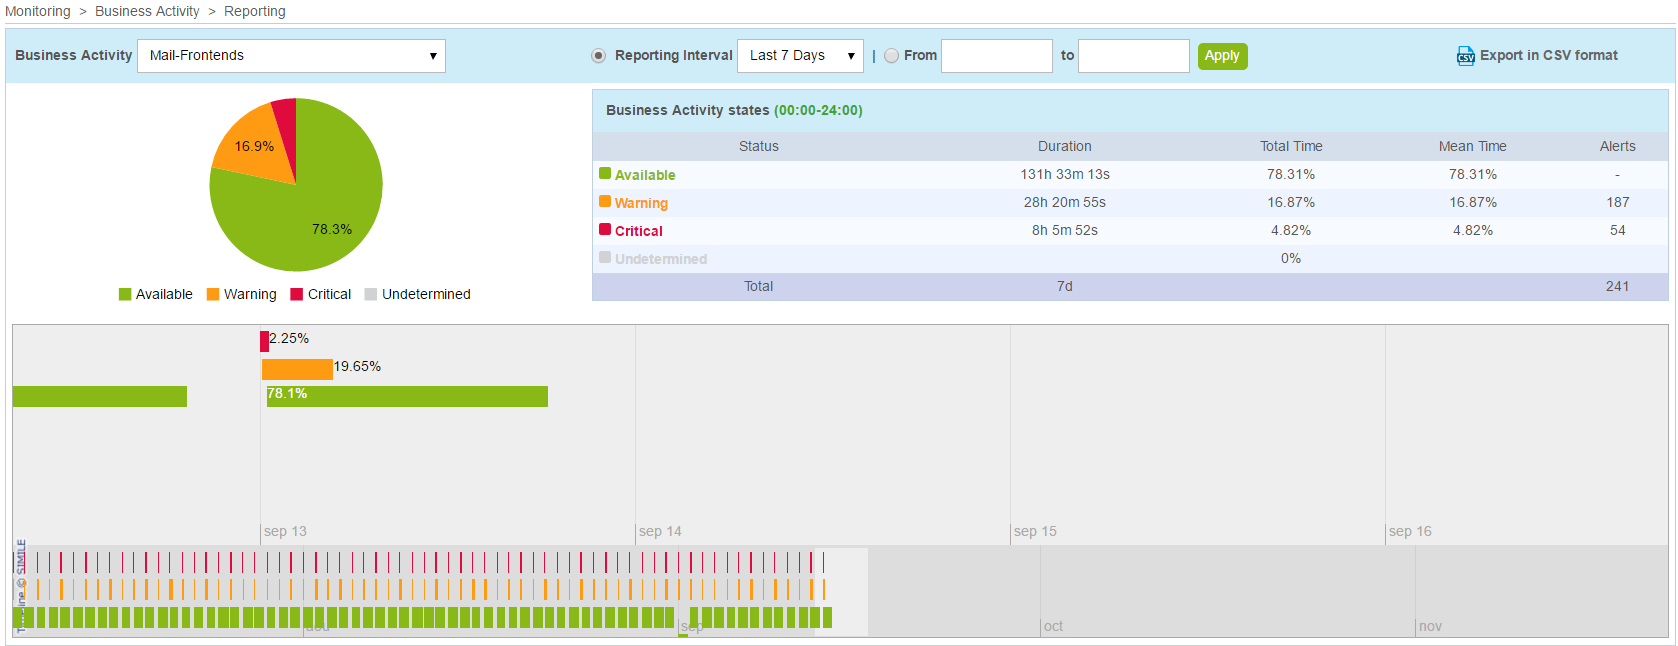 Monitoring > Business Activity > Reporting
Business Activity Mail-Frontends Reporting Interval Last 7 Days | From to Apply CSV Export in CSV format
16.9%
78.3%
Available Warning Critical Undetermined
Business Activity states (00:00-24:00)
Status Duration Total Time Mean Time Alerts
Available 131h 33m 13s 78.31% 78.31% -
Warning 28h 20m 55s 16.87% 16.87% 187
Critical 8h 5m 52s 4.82% 4.82% 54
Undetermined 0%
Total 7d 241
2.25%
19.65%
78.1%
sep 13 sep 14 sep 15 sep 16
Timeline © SIMILE
sep oct nov